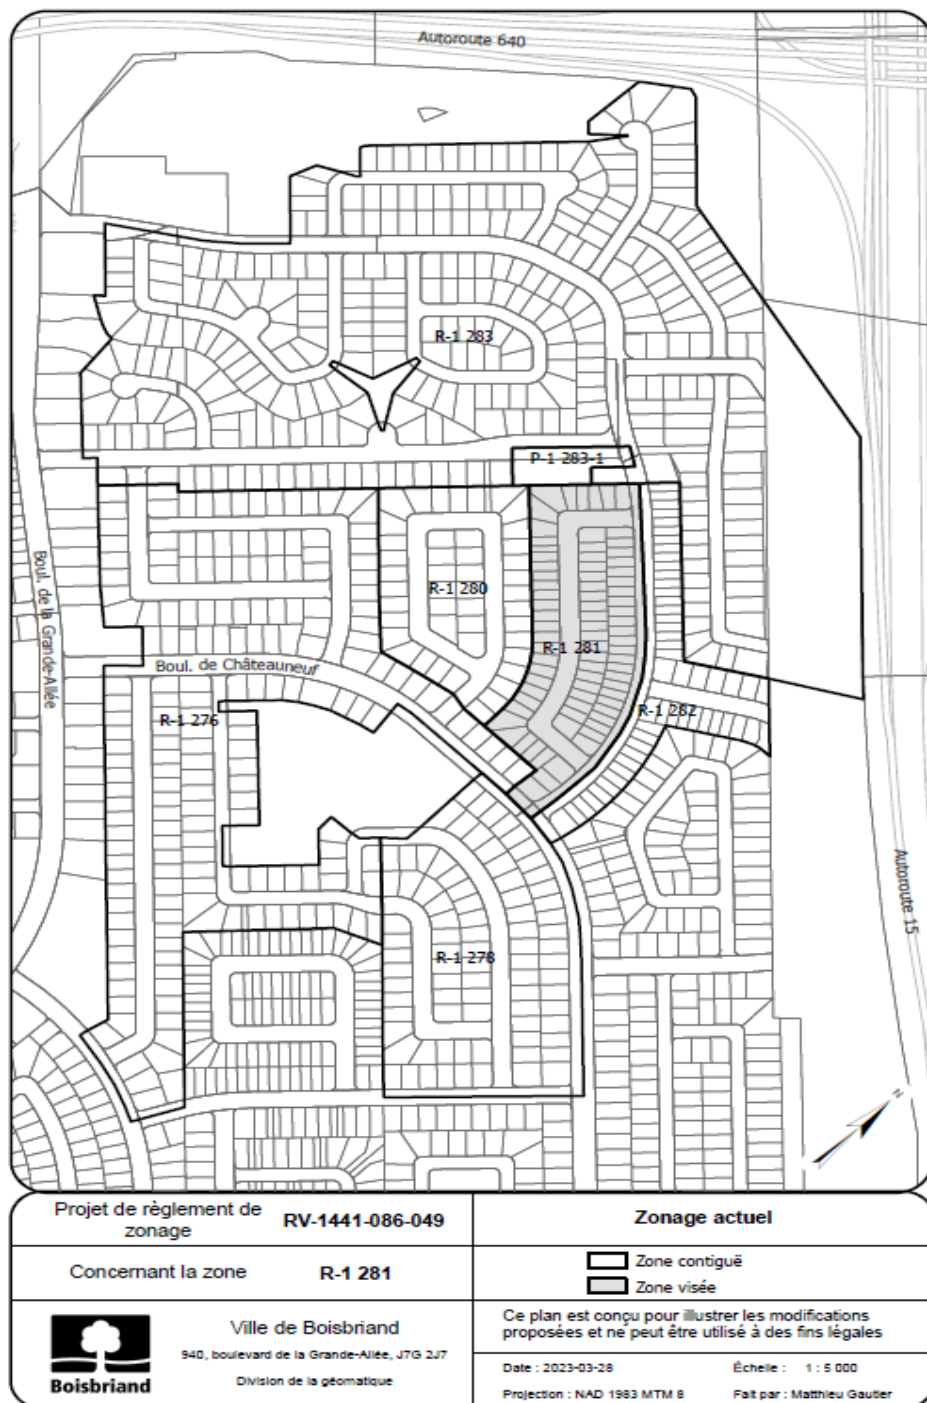 Autoroute 640
R-1 283
P-1 283-1
Boul. de la Grande-Allée
R-1 280
R-1 281
Boul. de Châteauneuf
R-1 276
R-1 282
Autoroute 15
R-1 278
N
Projet de règlement de
zonage
RV-1441-086-049
Zonage actuel
Concernant la zone R-1 281
Zone contiguë
Zone visée
Boisbriand
Ville de Boisbriand
940, boulevard de la Grande-Allée, J7G 2J7
Division de la géomatique
Ce plan est conçu pour illustrer les modifications
proposées et ne peut être utilisé à des fins légales
Date : 2023-03-28 Échelle : 1 : 5 000
Projection : NAD 1983 MTM 8 Fait par : Matthieu Gautier